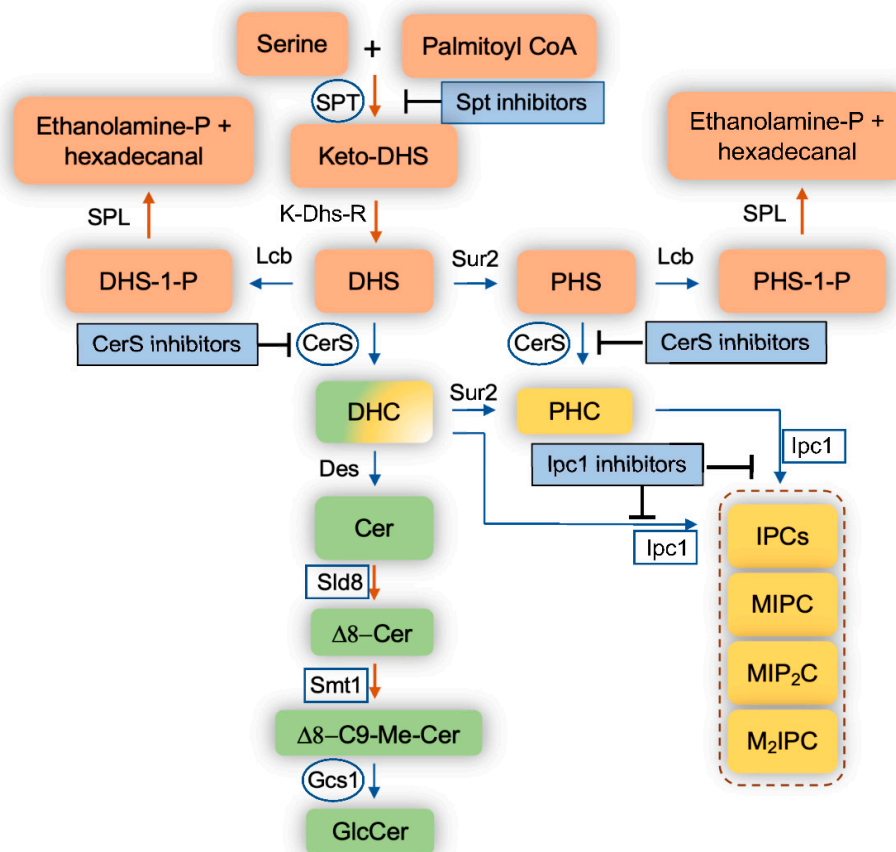 Serine
+
Palmitoyl CoA
SPT
Spt inhibitors
Ethanolamine-P +
hexadecanal
Keto-DHS
Ethanolamine-P +
hexadecanal
SPL
K-Dhs-R
SPL
DHS-1-P
Lcb
DHS
Sur2
PHS
Lcb
PHS-1-P
CerS inhibitors
CerS
CerS
CerS inhibitors
DHC
Sur2
PHC
Ipc1
Des
Ipc1 inhibitors
Cer
Ipc1
IPCs
Sld8
MIPC
Δ8–Cer
Smt1
MIP₂C
Δ8–C9-Me-Cer
M₂IPC
Gcs1
GlcCer